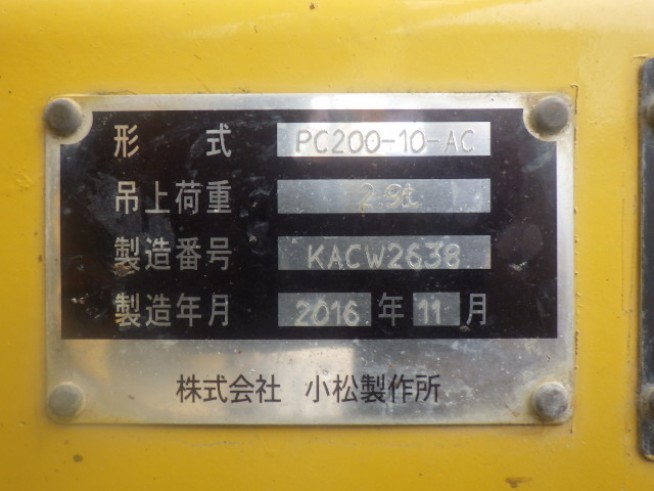 形 式 PC200-10-AC
吊上荷重 2.9t
製造番号 KACW2638
製造年月 2016 年 11 月
株式会社 小松製作所